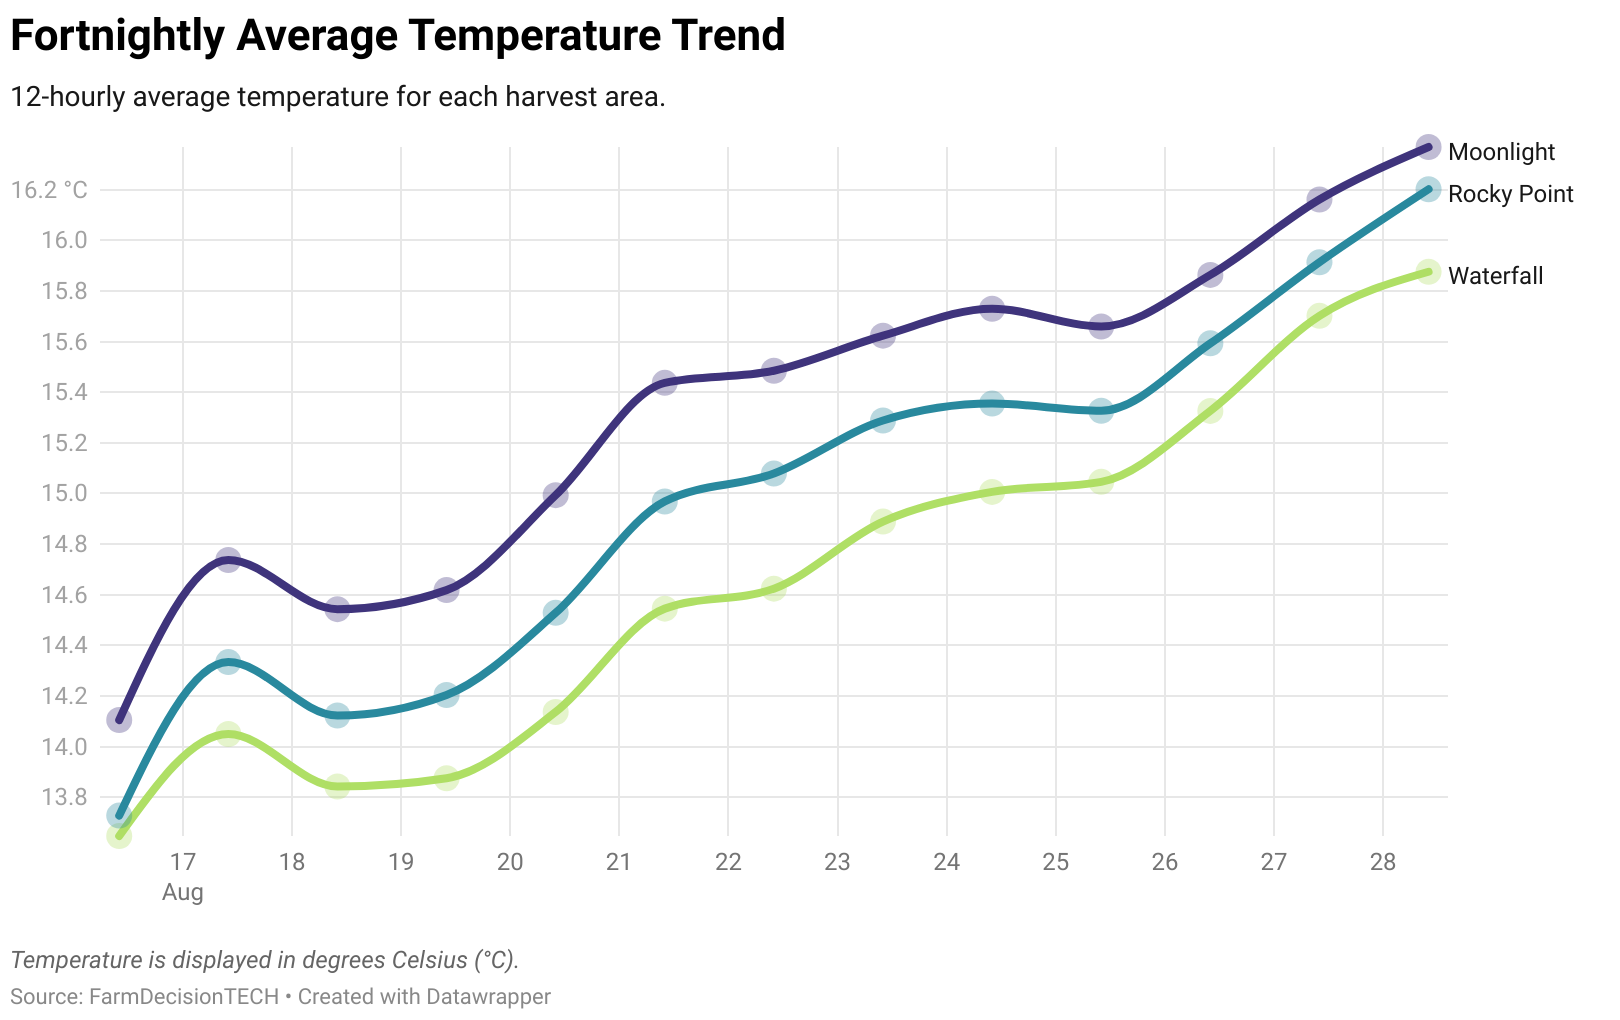 Fortnightly Average Temperature Trend
12-hourly average temperature for each harvest area.
Moonlight
Rocky Point
Waterfall
16.2 °C
16.0
15.8
15.6
15.4
15.2
15.0
14.8
14.6
14.4
14.2
14.0
13.8
17 18 19 20 21 22 23 24 25 26 27 28
Aug
Temperature is displayed in degrees Celsius (°C).
Source: FarmDecisionTECH • Created with Datawrapper